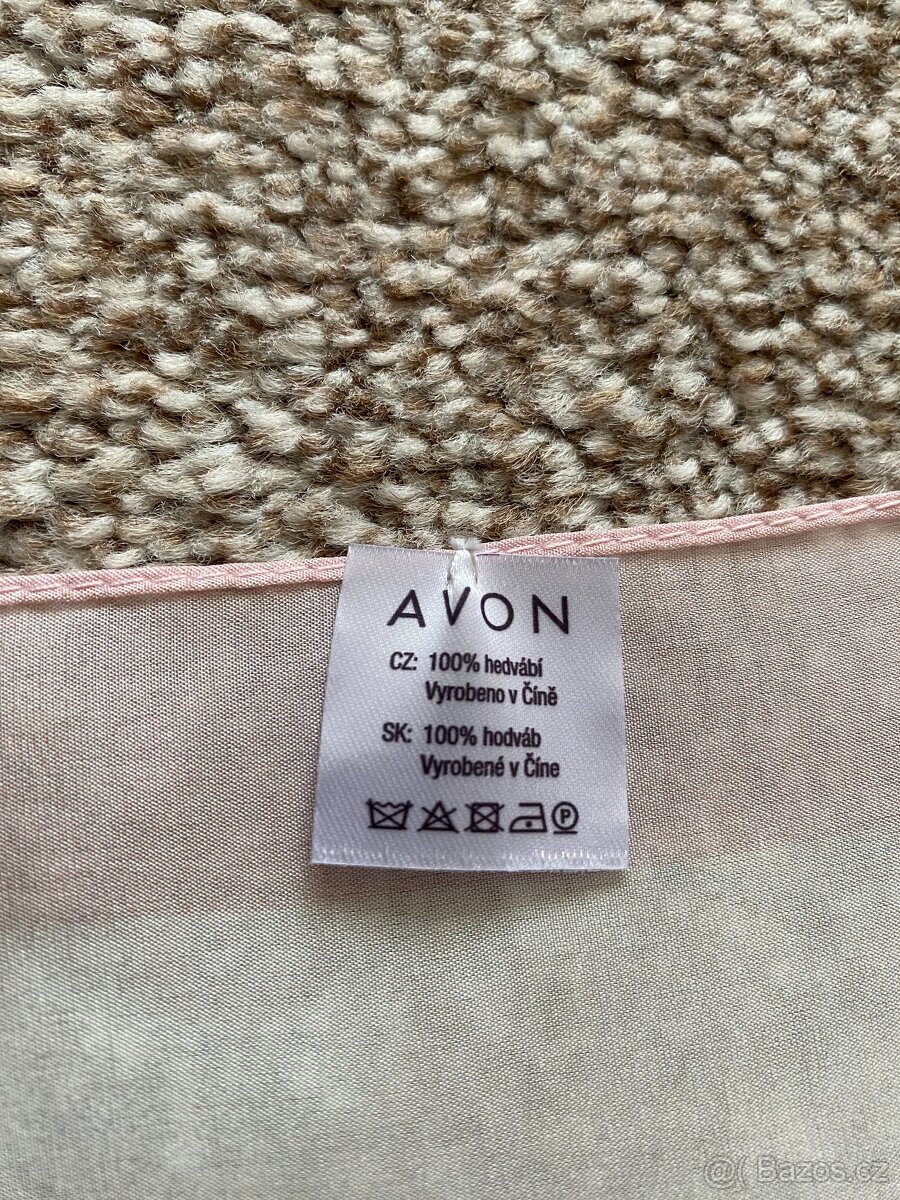 AVON
CZ: 100% hedvábí
Vyrobeno v Číně
SK: 100% hodváb
Vyrobené v Číne
P
@( Bazos.cz